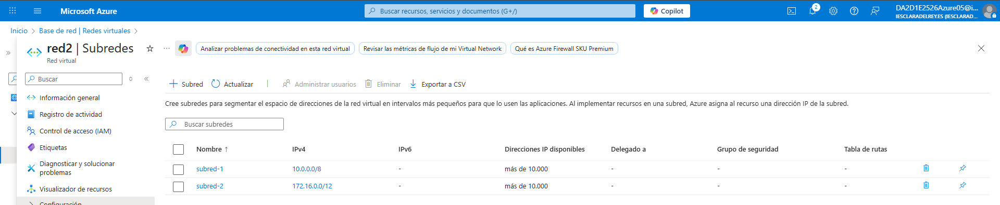 Microsoft Azure
Buscar recursos, servicios y documentos (G+/)
Copilot
2
DA2D1E2526Azure05@i...
IESCLARADELREY.ES (IESCLARAD...
Inicio > Base de red | Redes virtuales >
red2 | Subredes
Red virtual
Analizar problemas de conectividad en esta red virtual
Revisar las métricas de flujo de mi Virtual Network
Qué es Azure Firewall SKU Premium
Buscar
Información general
Registro de actividad
Control de acceso (IAM)
Etiquetas
Diagnosticar y solucionar
problemas
Visualizador de recursos
Configuración
Subred Actualizar Administrar usuarios Eliminar Exportar a CSV
Cree subredes para segmentar el espacio de direcciones de la red virtual en intervalos más pequeños para que lo usen las aplicaciones. Al implementar recursos en una subred, Azure asigna al recurso una dirección IP de la subred.
Buscar subredes
Nombre ↑ IPv4 IPv6 Direcciones IP disponibles Delegado a Grupo de seguridad Tabla de rutas
subred-1 10.0.0.0/8 - más de 10.000 - - -
subred-2 172.16.0.0/12 - más de 10.000 - - -